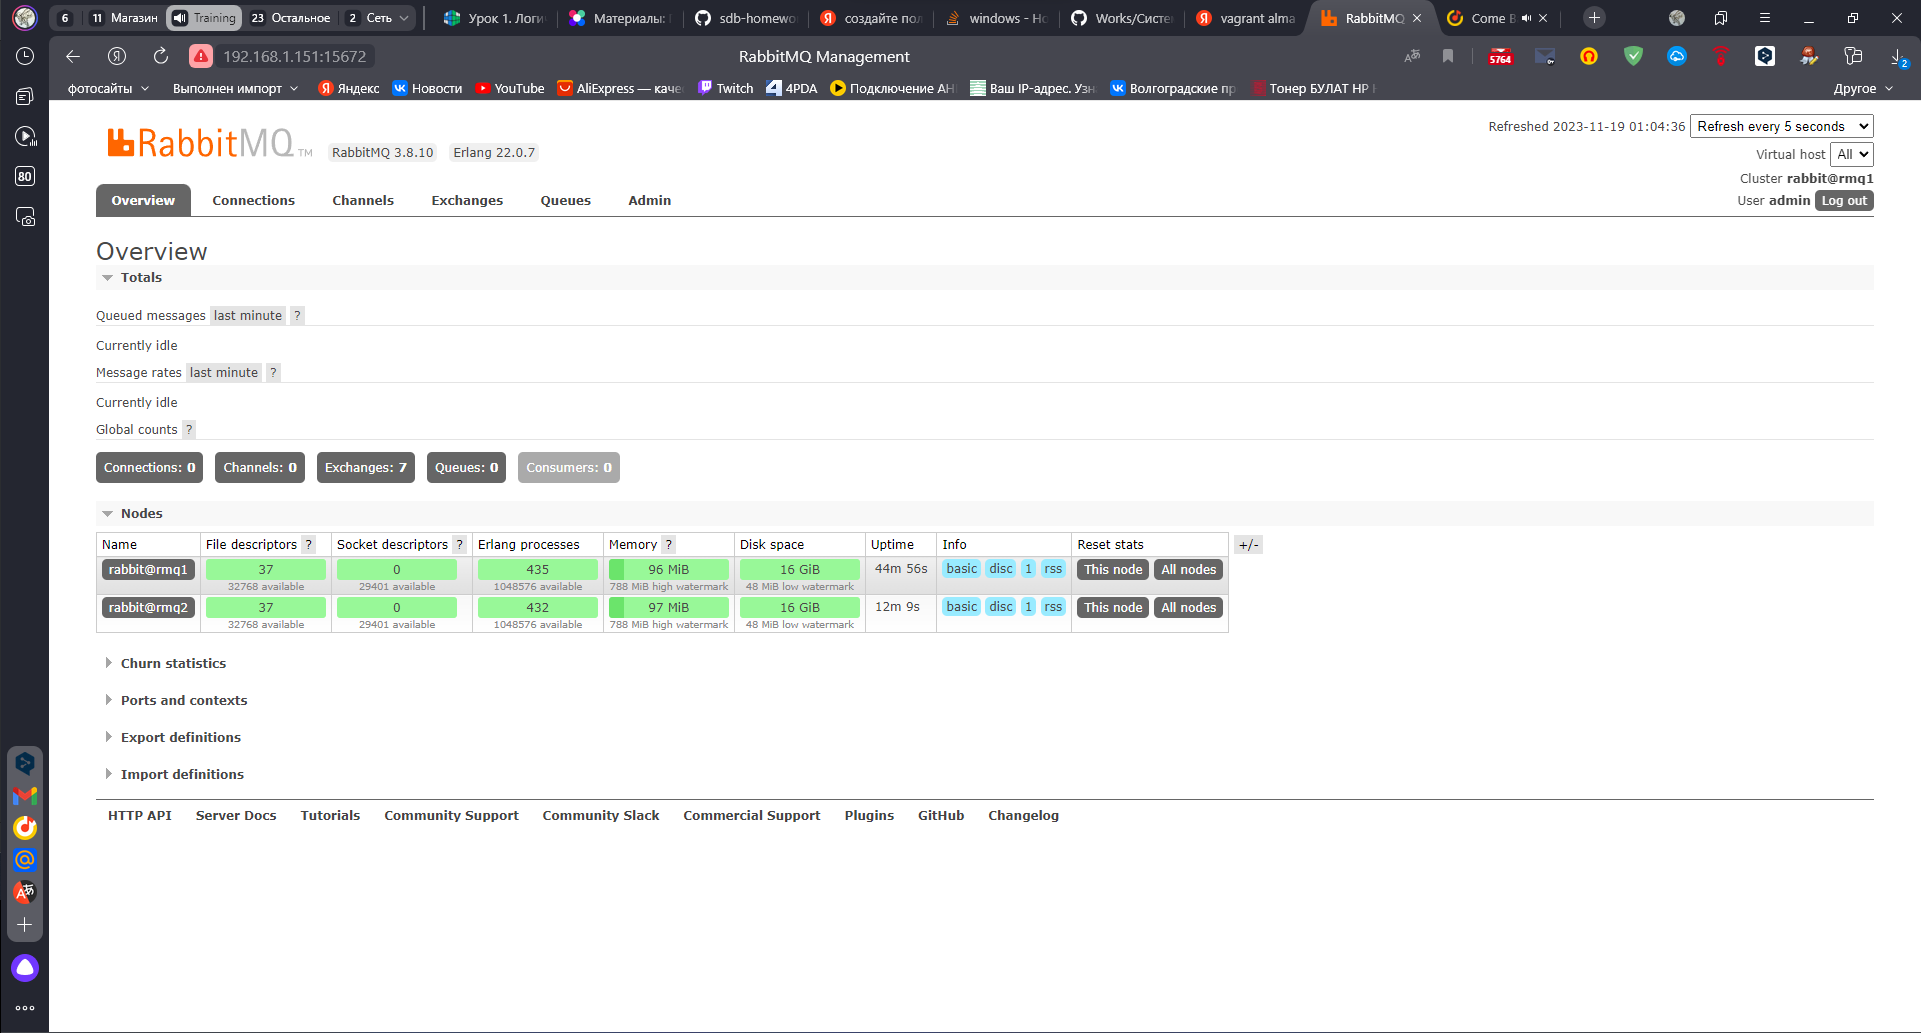 6 11 Магазин Training 23 Остальное 2 Сеть Урок 1. Логи Материалы: sdb-homewo создайте пол windows - Ho Works/Систе vagrant alma RabbitMQ Come B
192.168.1.151:15672 RabbitMQ Management 5764 2
фотосайты Выполнен импорт Яндекс Новости YouTube AliExpress — каче Twitch 4PDA Подключение АН Ваш IP-адрес. Узн Волгоградские пр Тонер БУЛАТ HP Другое
80
RabbitMQ TM RabbitMQ 3.8.10 Erlang 22.0.7
Refreshed 2023-11-19 01:04:36 Refresh every 5 seconds
Virtual host All
Cluster rabbit@rmq1
User admin Log out
Overview Connections Channels Exchanges Queues Admin
Overview
Totals
Queued messages last minute ?
Currently idle
Message rates last minute ?
Currently idle
Global counts ?
Connections: 0 Channels: 0 Exchanges: 7 Queues: 0 Consumers: 0
Nodes
Name File descriptors ? Socket descriptors ? Erlang processes Memory ? Disk space Uptime Info Reset stats +/-
rabbit@rmq1 37 0 435 96 MiB 16 GiB 44m 56s basic disc 1 rss This node All nodes
32768 available 29401 available 1048576 available 788 MiB high watermark 48 MiB low watermark
rabbit@rmq2 37 0 432 97 MiB 16 GiB 12m 9s basic disc 1 rss This node All nodes
32768 available 29401 available 1048576 available 788 MiB high watermark 48 MiB low watermark
Churn statistics
Ports and contexts
Export definitions
Import definitions
HTTP API Server Docs Tutorials Community Support Community Slack Commercial Support Plugins GitHub Changelog